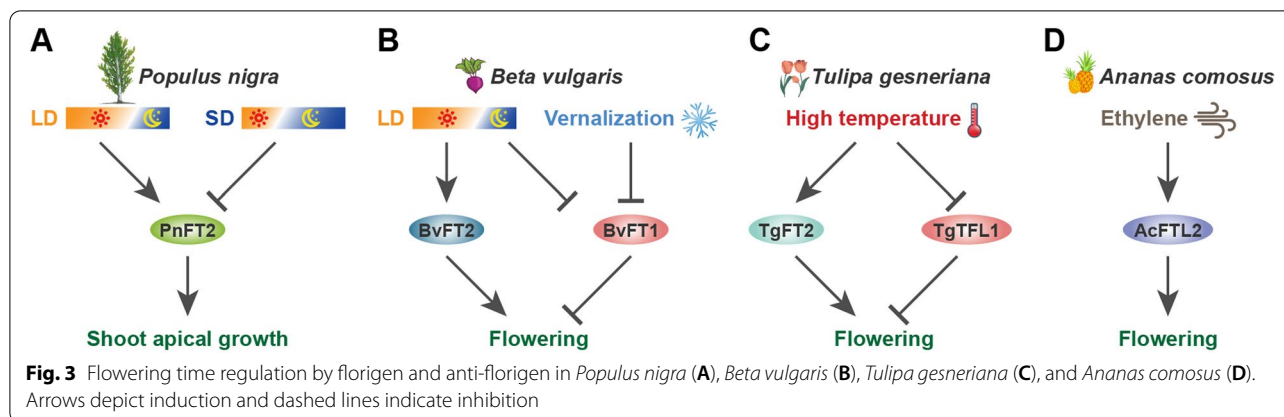 A B C D
Populus nigra Beta vulgaris Tulipa gesneriana Ananas comosus
LD SD LD Vernalization High temperature Ethylene
PnFT2 BvFT2 BvFT1 TgFT2 TgTFL1 AcFTL2
Shoot apical growth Flowering Flowering Flowering
Fig. 3 Flowering time regulation by florigen and anti-florigen in Populus nigra (A), Beta vulgaris (B), Tulipa gesneriana (C), and Ananas comosus (D).
Arrows depict induction and dashed lines indicate inhibition